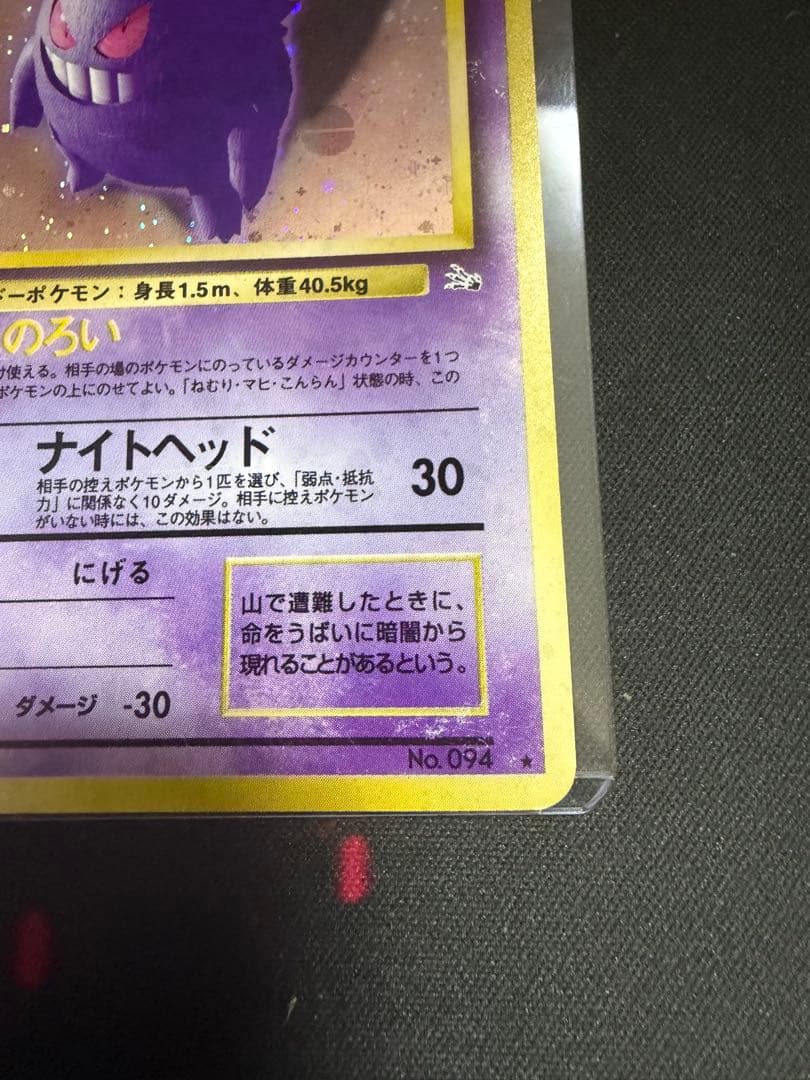 ドーポケモン：身長1.5m、体重40.5kg
のろい
使える。相手の場のポケモンにのっているダメージカウンターを1つ
ポケモンの上にのせてよい。「ねむり・マヒ・こんらん」状態の時、この
ナイトヘッド
30
相手の控えポケモンから1匹を選び、「弱点・抵抗
力」に関係なく10ダメージ。相手に控えポケモン
がいない時には、この効果はない。
にげる
山で遭難したときに、
命をうばいに暗闇から
現れることがあるという。
ダメージ -30
No. 094 ★